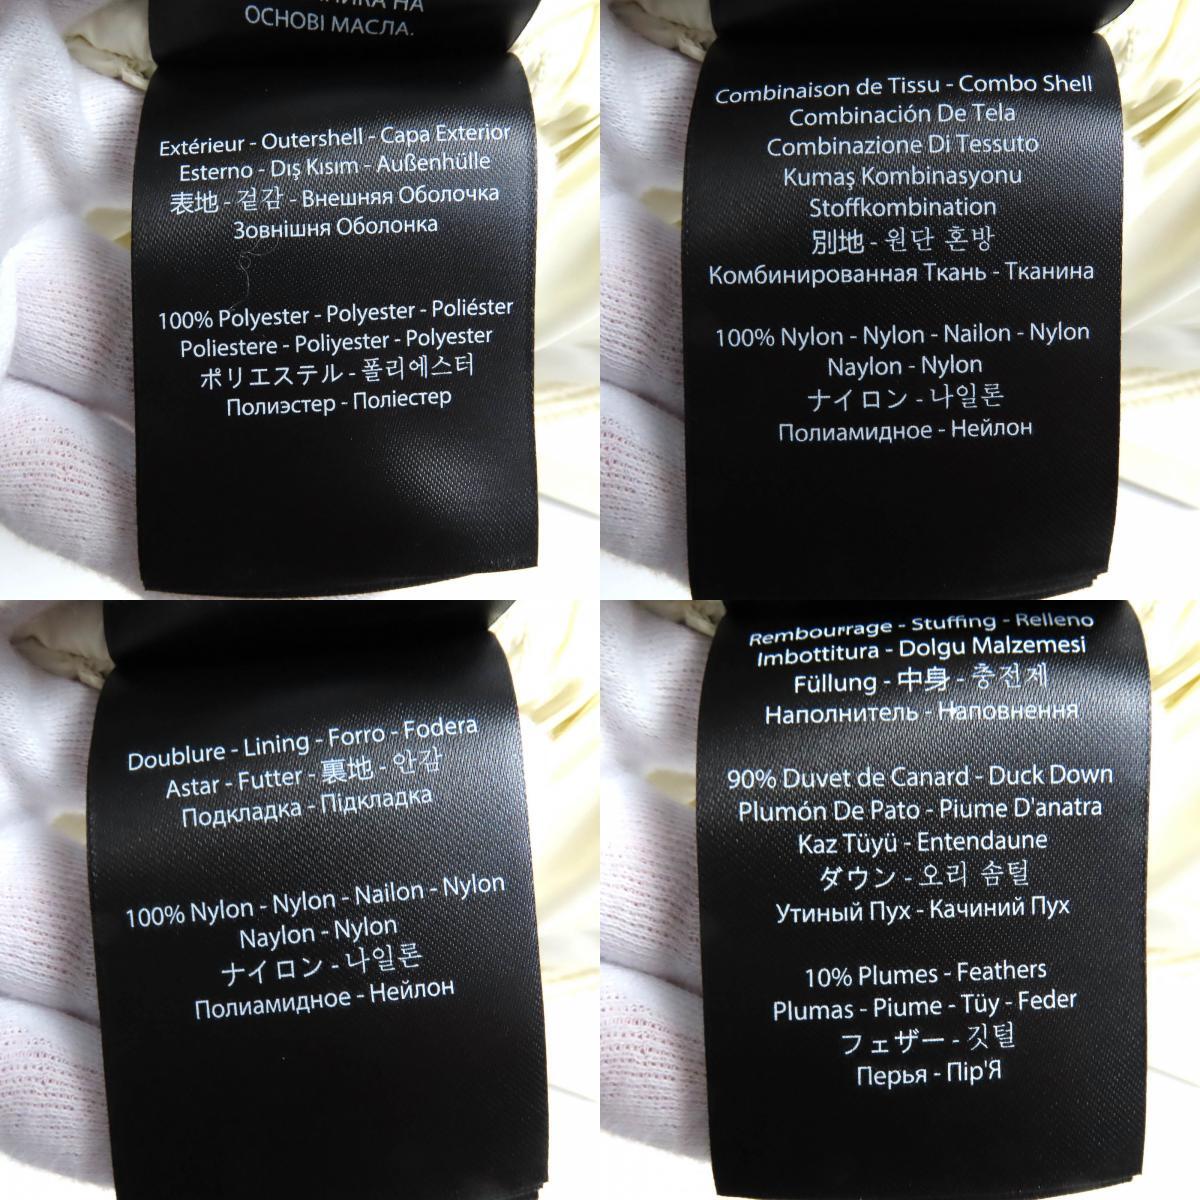 НА
ОСНОВІ МАСЛА.
Extérieur - Outershell - Capa Exterior
Esterno - Dış Kısım - Außenhülle
表地 - 겉감 - Внешняя Оболочка
Зовнішня Оболонка
100% Polyester - Polyester - Poliéster
Poliestere - Poliyester - Polyester
ポリエステル - 폴리에스터
Полиэстер - Поліестер
Combinaison de Tissu - Combo Shell
Combinación De Tela
Combinazione Di Tessuto
Kumaş Kombinasyonu
Stoffkombination
別地 - 원단 혼방
Комбинированная Ткань - Тканина
100% Nylon - Nylon - Nailon - Nylon
Naylon - Nylon
ナイロン - 나일론
Полиамидное - Нейлон
Doublure - Lining - Forro - Fodera
Astar - Futter - 裏地 - 안감
Подкладка - Підкладка
100% Nylon - Nylon - Nailon - Nylon
Naylon - Nylon
ナイロン - 나일론
Полиамидное - Нейлон
Rembourrage - Stuffing - Relleno
Imbottitura - Dolgu Malzemesi
Füllung - 中身 - 충전제
Наполнитель - Наповнення
90% Duvet de Canard - Duck Down
Plumón De Pato - Piume D'anatra
Kaz Tüyü - Entendaune
ダウン - 오리 솜털
Утиный Пух - Качиний Пух
10% Plumes - Feathers
Plumas - Piume - Tüy - Feder
フェザー - 깃털
Перья - Пір'Я